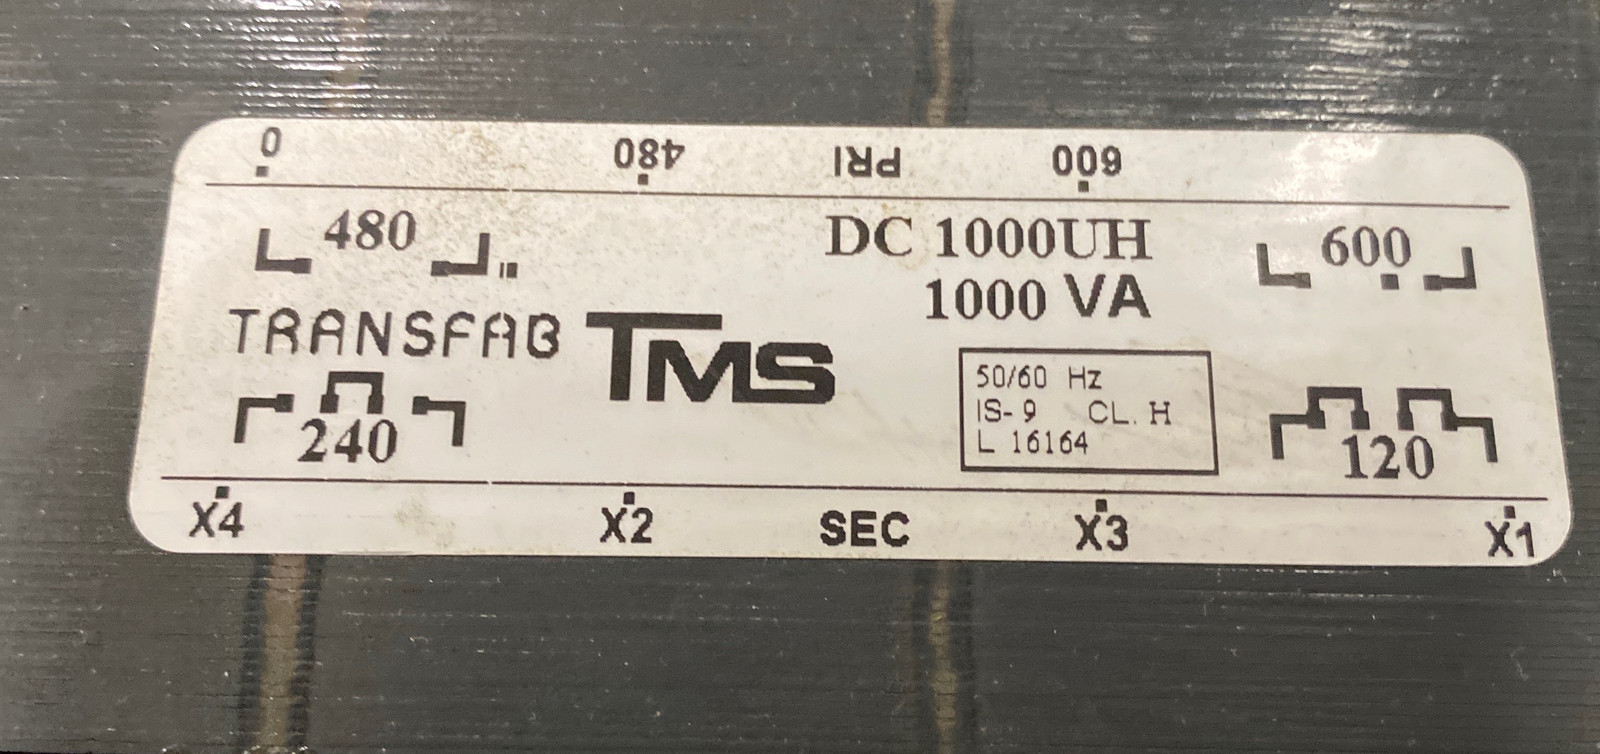 0 480 PRI 600
480 DC 1000UH 600
1000 VA
TRANSFAB TMS
50/60 Hz
IS-9 CL. H
L 16164
240 120
X4 X2 SEC X3 X1